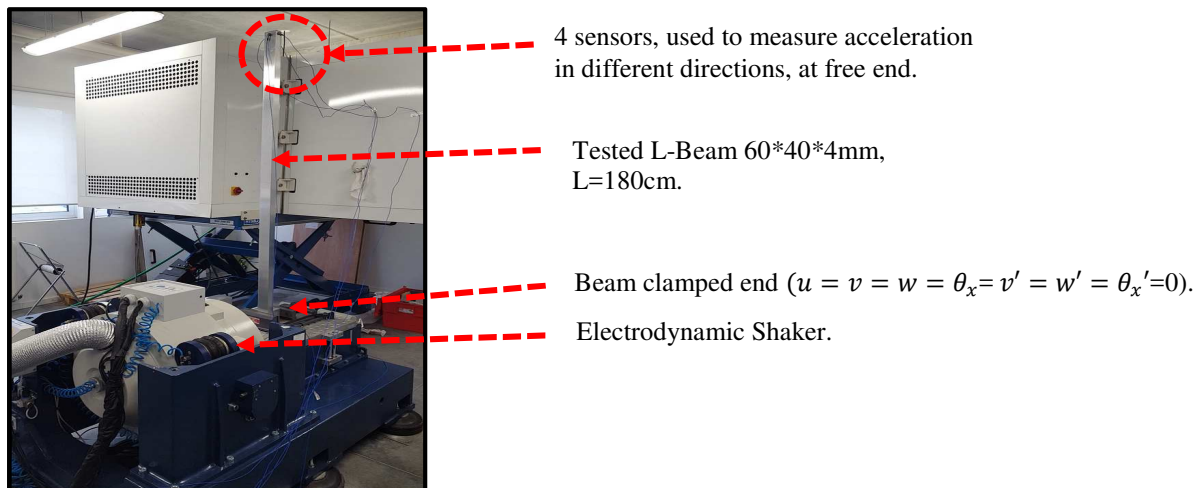 4 sensors, used to measure acceleration
in different directions, at free end.
Tested L-Beam 60*40*4mm,
L=180cm.
Beam clamped end (𝑢 = 𝑣 = 𝑤 = 𝜃ₓ= 𝑣′ = 𝑤′ = 𝜃ₓ′=0).
Electrodynamic Shaker.